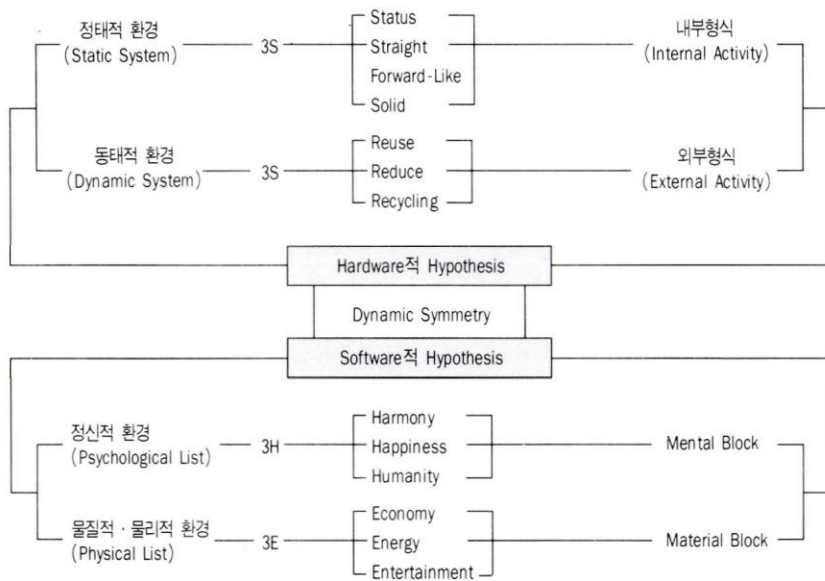 정태적 환경
(Static System)
3S
Status
Straight
Forward-Like
Solid
내부형식
(Internal Activity)
동태적 환경
(Dynamic System)
3S
Reuse
Reduce
Recycling
외부형식
(External Activity)
Hardware적 Hypothesis
Dynamic Symmetry
Software적 Hypothesis
정신적 환경
(Psychological List)
3H
Harmony
Happiness
Humanity
Mental Block
물질적 · 물리적 환경
(Physical List)
3E
Economy
Energy
Entertainment
Material Block